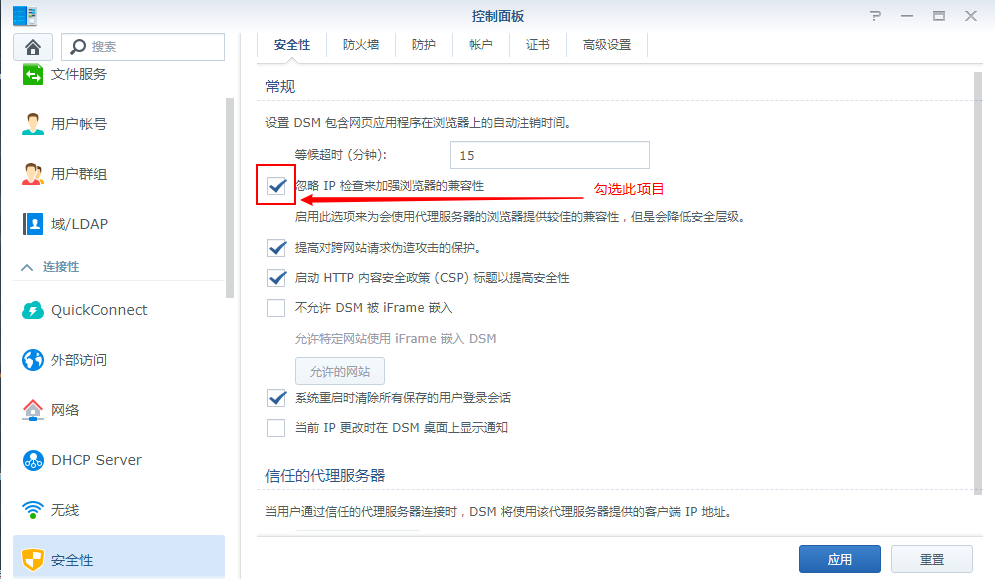 控制面板
搜索
文件服务
用户帐号
用户群组
域/LDAP
连接性
QuickConnect
外部访问
网络
DHCP Server
无线
安全性
安全性 防火墙 防护 帐户 证书 高级设置
常规
设置 DSM 包含网页应用程序在浏览器上的自动注销时间。
等候超时 (分钟): 15
忽略 IP 检查来加强浏览器的兼容性
勾选此项目
启用此选项来为会使用代理服务器的浏览器提供较佳的兼容性，但是会降低安全层级。
提高对跨网站请求伪造攻击的保护。
启动 HTTP 内容安全政策 (CSP) 标题以提高安全性
不允许 DSM 被 iFrame 嵌入
允许特定网站使用 iFrame 嵌入 DSM
允许的网站
系统重启时清除所有保存的用户登录会话
当前 IP 更改时在 DSM 桌面上显示通知
信任的代理服务器
当用户通过信任的代理服务器连接时，DSM 将使用该代理服务器提供的客户端 IP 地址。
应用 重置